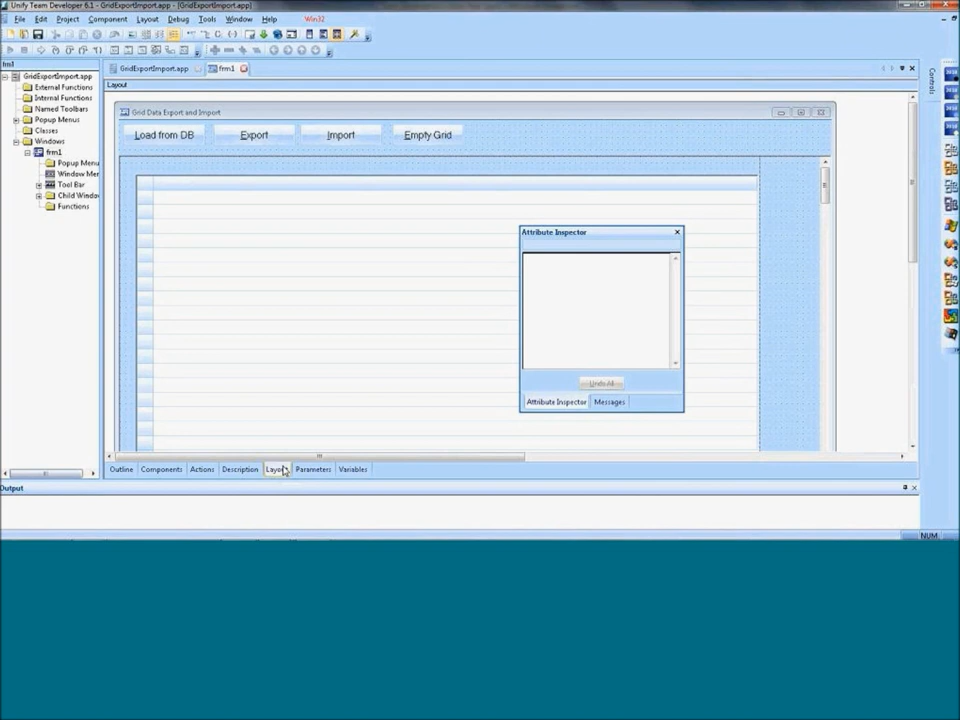 Unify Team Developer 6.1 - GridExportImport.app - [GridExportImport.app]
File Edit Project Component Layout Debug Tools Window Help Win32
frm1
GridExportImport.app
External Functions
Internal Functions
Named Toolbars
Popup Menus
Classes
Windows
frm1
Popup Menu
Window Mer
Tool Bar
Child Windo
Functions
GridExportImport.app frm1
Layout
Grid Data Export and Import
Load from DB Export Import Empty Grid
Attribute Inspector
Undo All
Attribute Inspector Messages
Outline Components Actions Description Layout Parameters Variables
Controls
Output
NUM